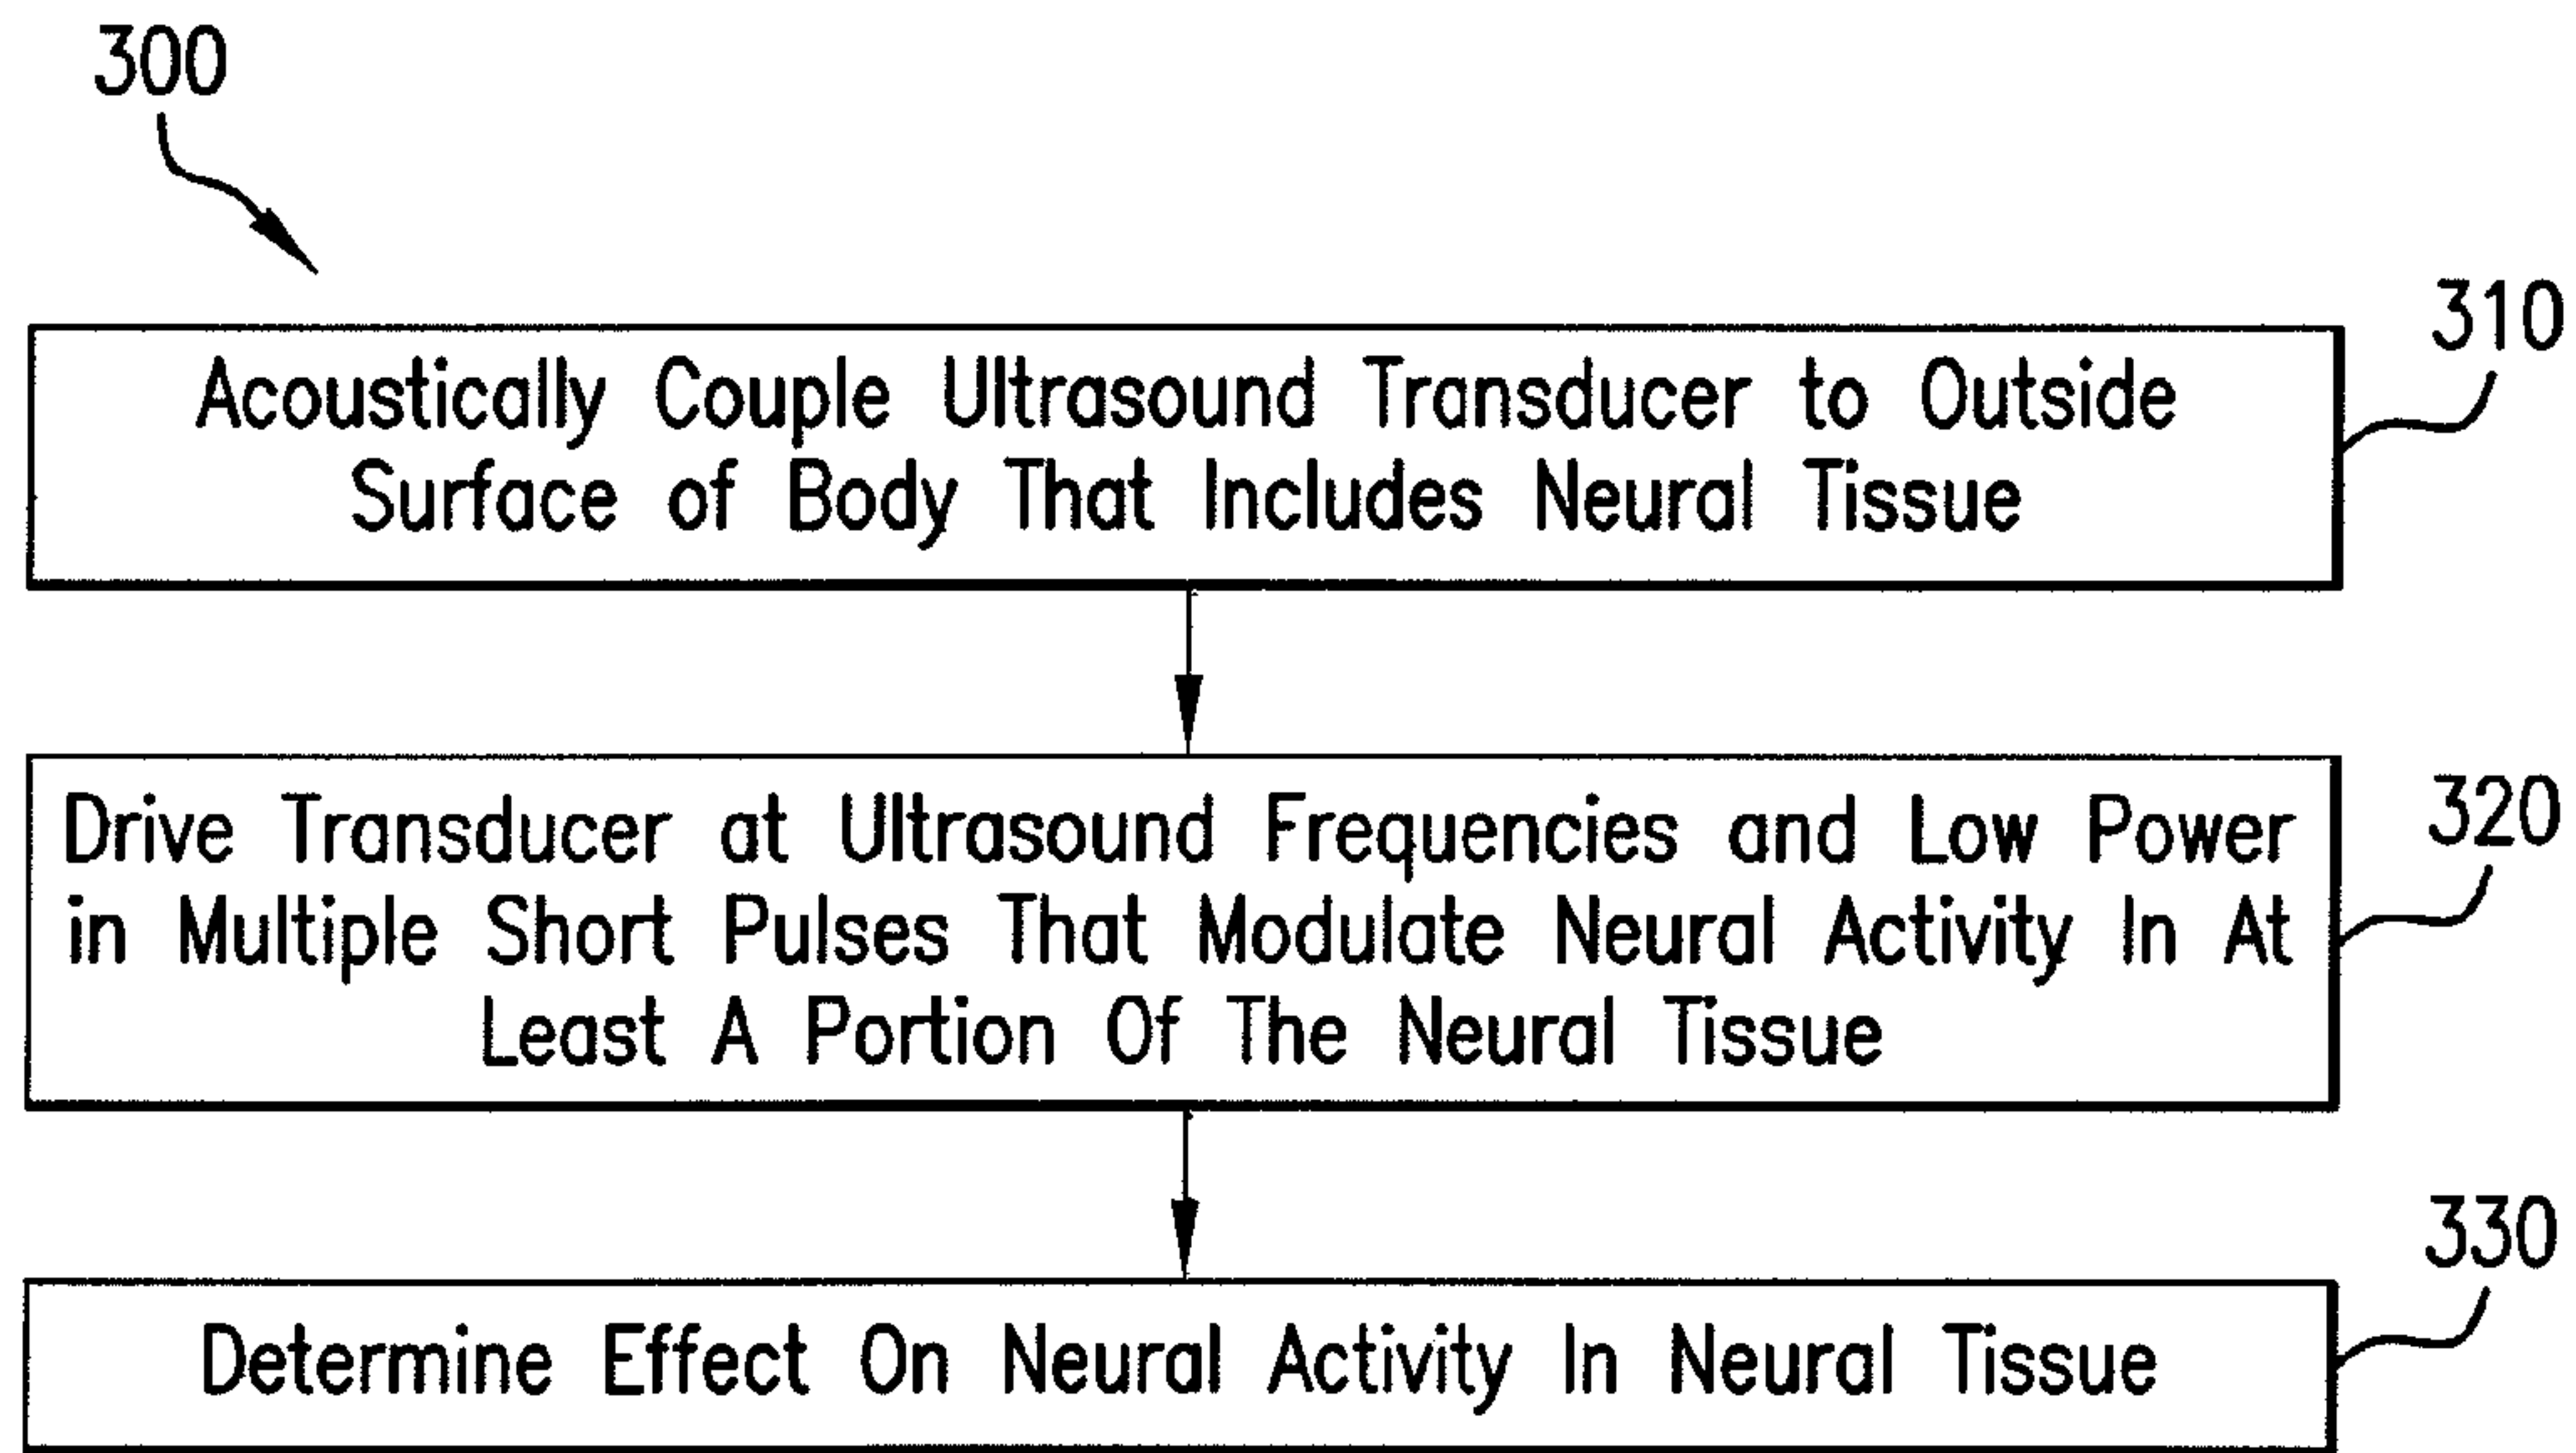 300
310
Acoustically Couple Ultrasound Transducer to Outside
Surface of Body That Includes Neural Tissue
320
Drive Transducer at Ultrasound Frequencies and Low Power
in Multiple Short Pulses That Modulate Neural Activity In At
Least A Portion Of The Neural Tissue
330
Determine Effect On Neural Activity In Neural Tissue